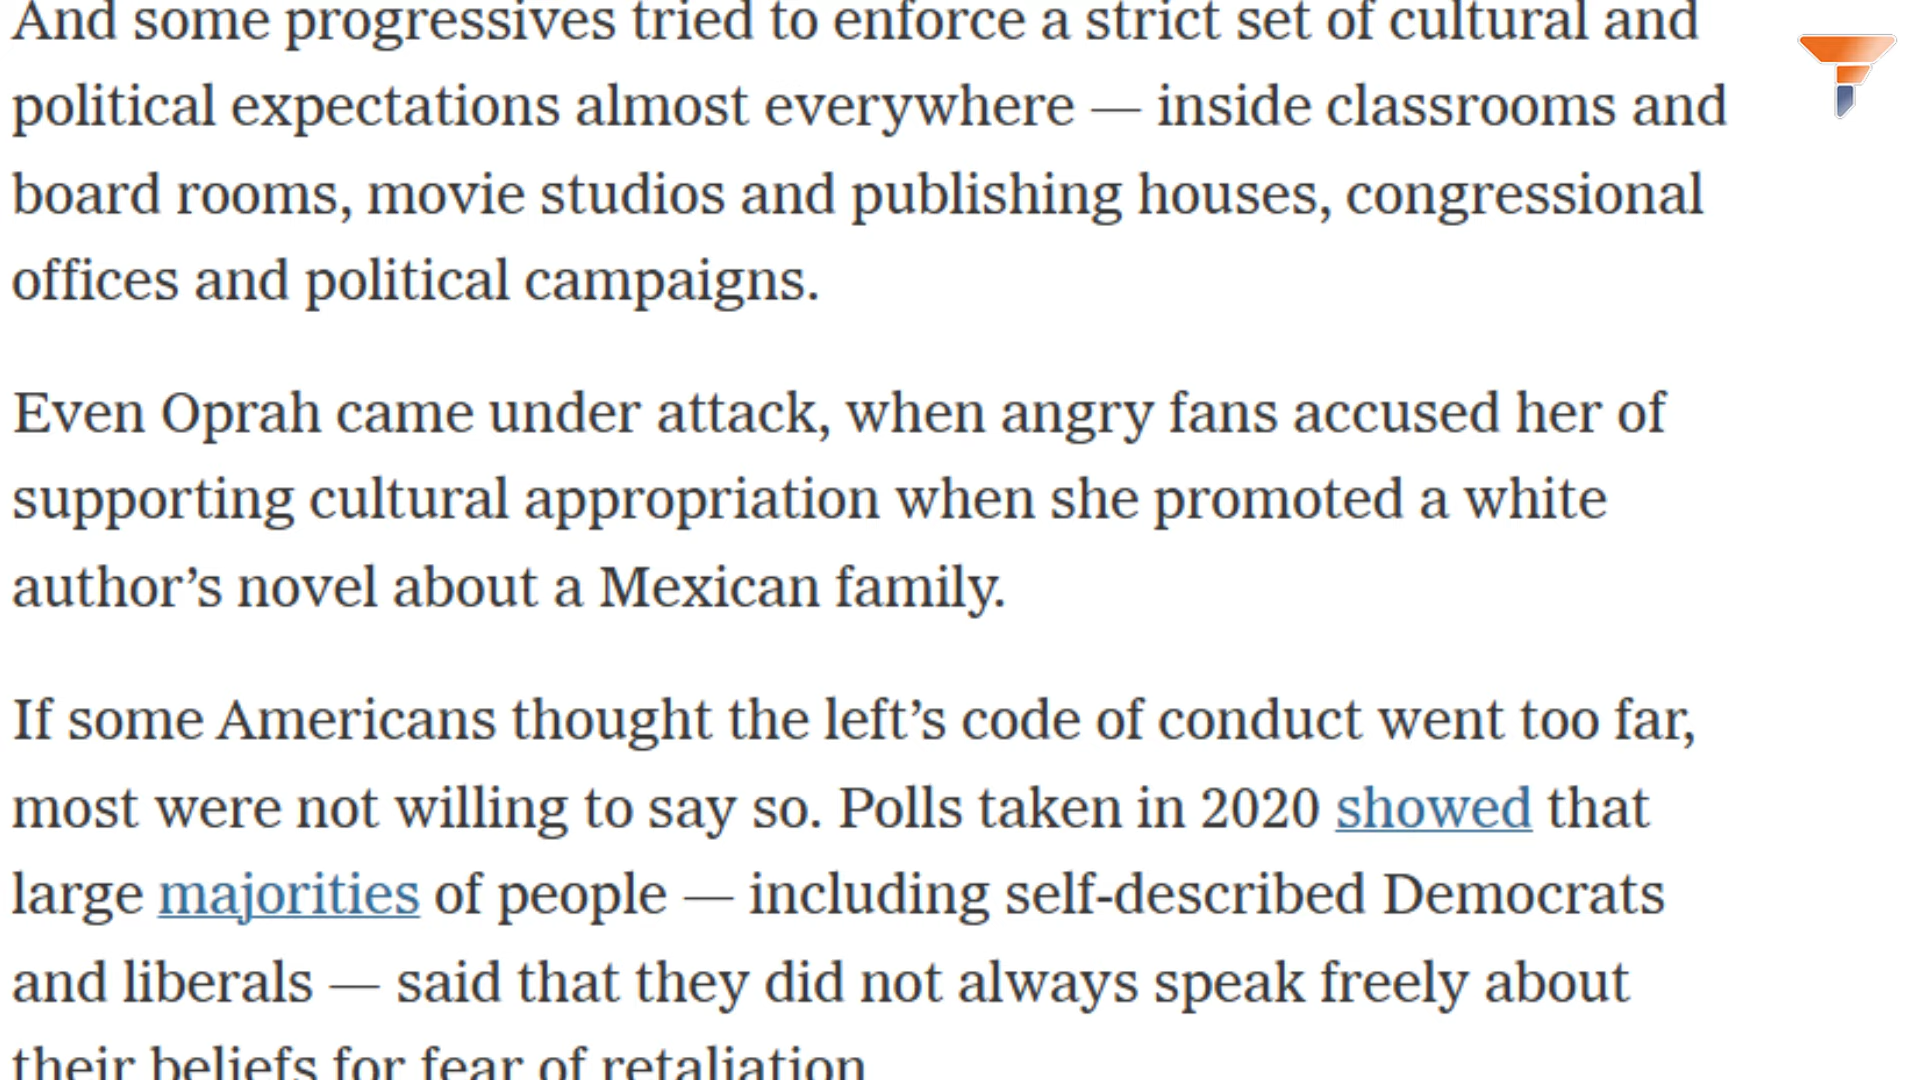 And some progressives tried to enforce a strict set of cultural and
political expectations almost everywhere — inside classrooms and
board rooms, movie studios and publishing houses, congressional
offices and political campaigns.
Even Oprah came under attack, when angry fans accused her of
supporting cultural appropriation when she promoted a white
author’s novel about a Mexican family.
If some Americans thought the left’s code of conduct went too far,
most were not willing to say so. Polls taken in 2020 showed that
large majorities of people — including self-described Democrats
and liberals — said that they did not always speak freely about
their beliefs for fear of retaliation